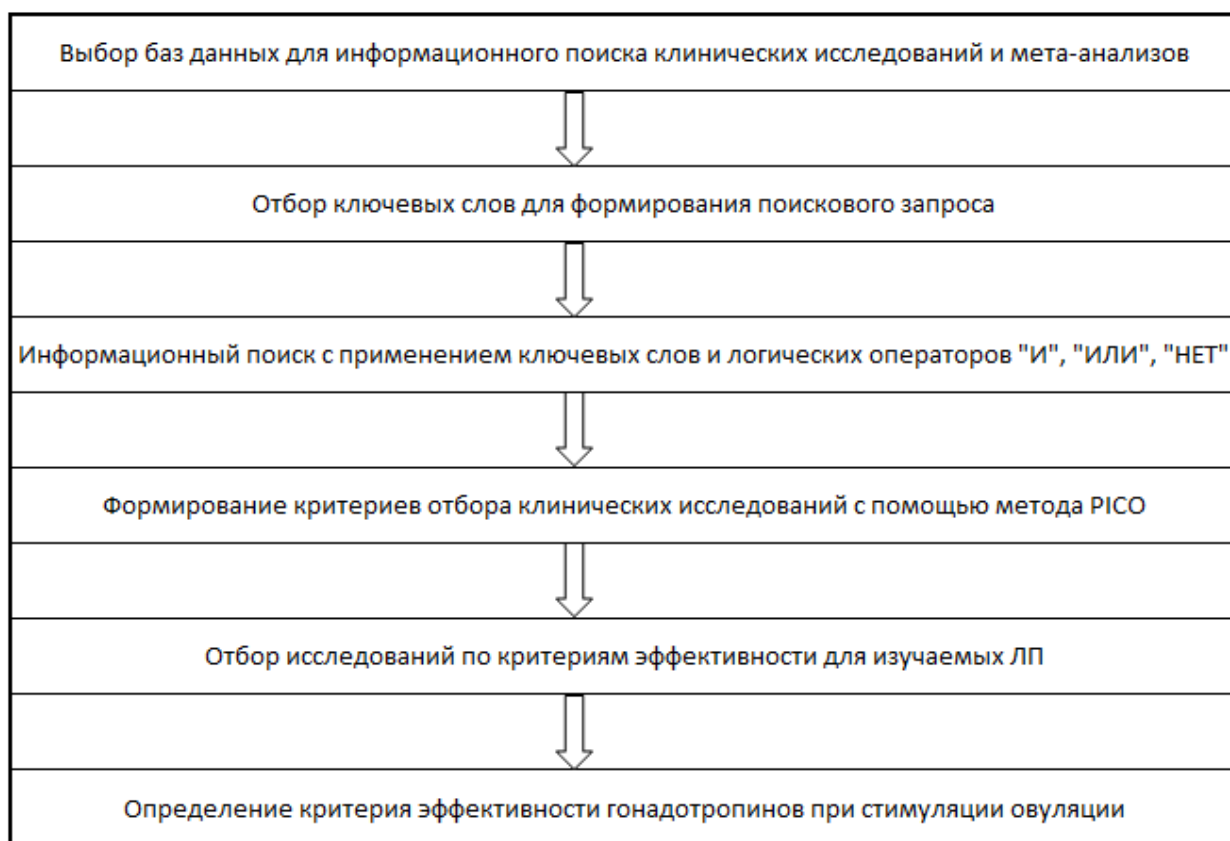 Выбор баз данных для информационного поиска клинических исследований и мета-анализов
Отбор ключевых слов для формирования поискового запроса
Информационный поиск с применением ключевых слов и логических операторов "И", "ИЛИ", "НЕТ"
Формирование критериев отбора клинических исследований с помощью метода PICO
Отбор исследований по критериям эффективности для изучаемых ЛП
Определение критерия эффективности гонадотропинов при стимуляции овуляции